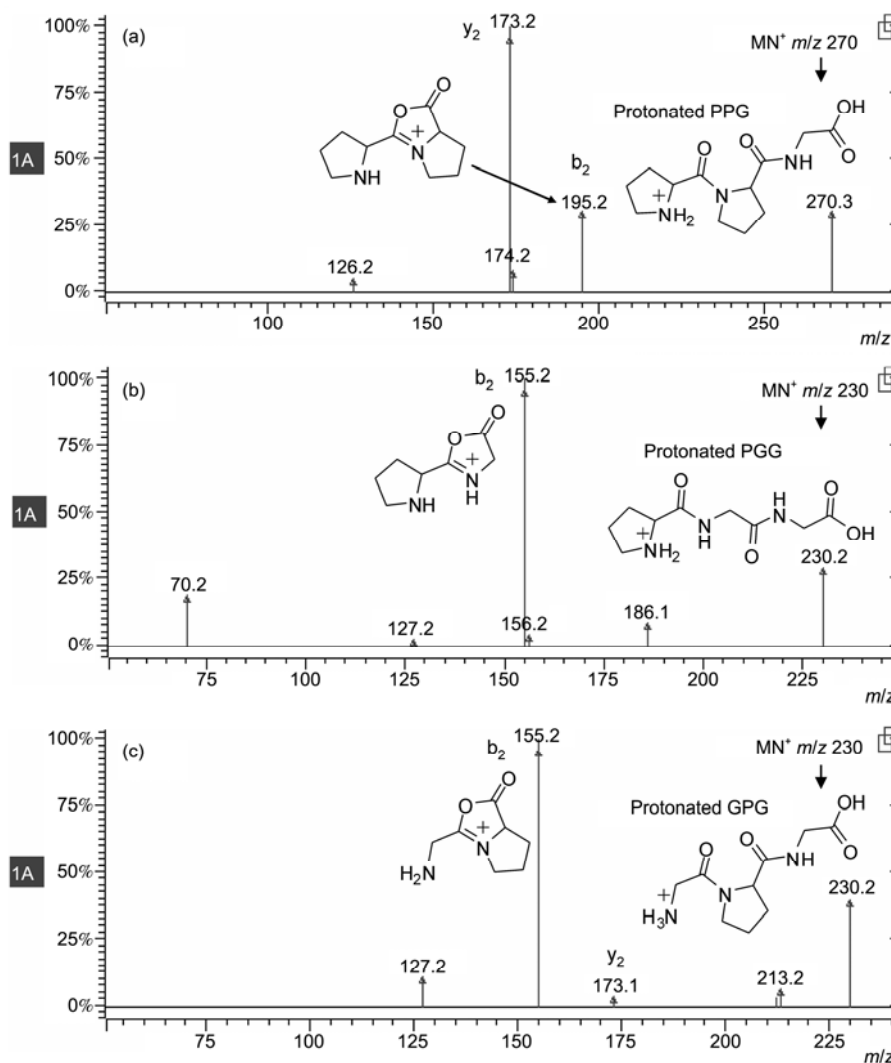 (a)
100%
75%
50%
25%
0%
1A
y2 173.2
MN+ m/z 270
Protonated PPG
b2
195.2
270.3
126.2
174.2
O
O
N
+
NH
O
N
O
NH
O
OH
+
NH2
100 150 200 250
m/z
(b)
100%
75%
50%
25%
0%
1A
b2 155.2
MN+ m/z 230
Protonated PGG
70.2
127.2
156.2
186.1
230.2
O
O
+
N
H
NH
O
N
H
O
H
N
O
OH
+
NH2
75 100 125 150 175 200 225
m/z
(c)
100%
75%
50%
25%
0%
1A
b2 155.2
MN+ m/z 230
Protonated GPG
127.2
y2
173.1
213.2
230.2
O
O
+
N
H2N
O
N
O
NH
OH
O
+
H3N
75 100 125 150 175 200 225
m/z